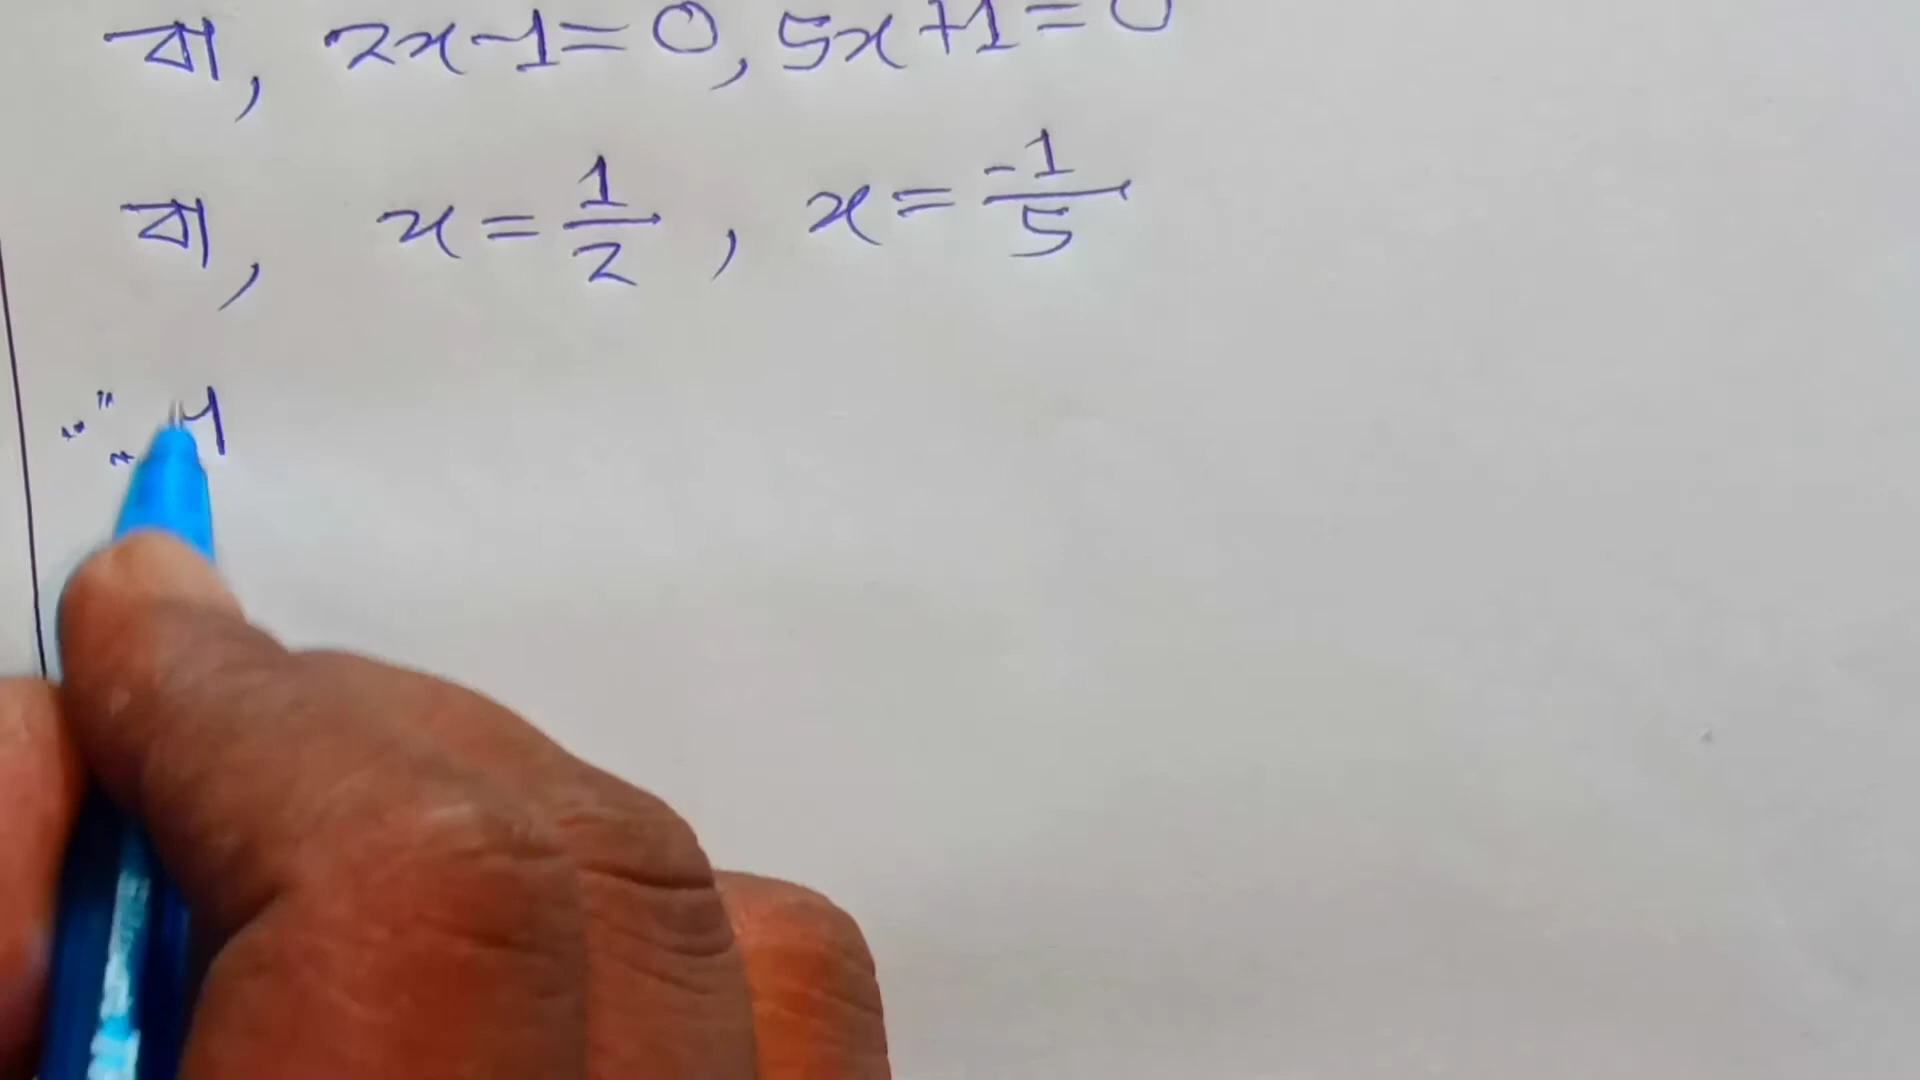 বা, 2x-1=0, 5x+1=0
বা, x=1/2, x=-1/5